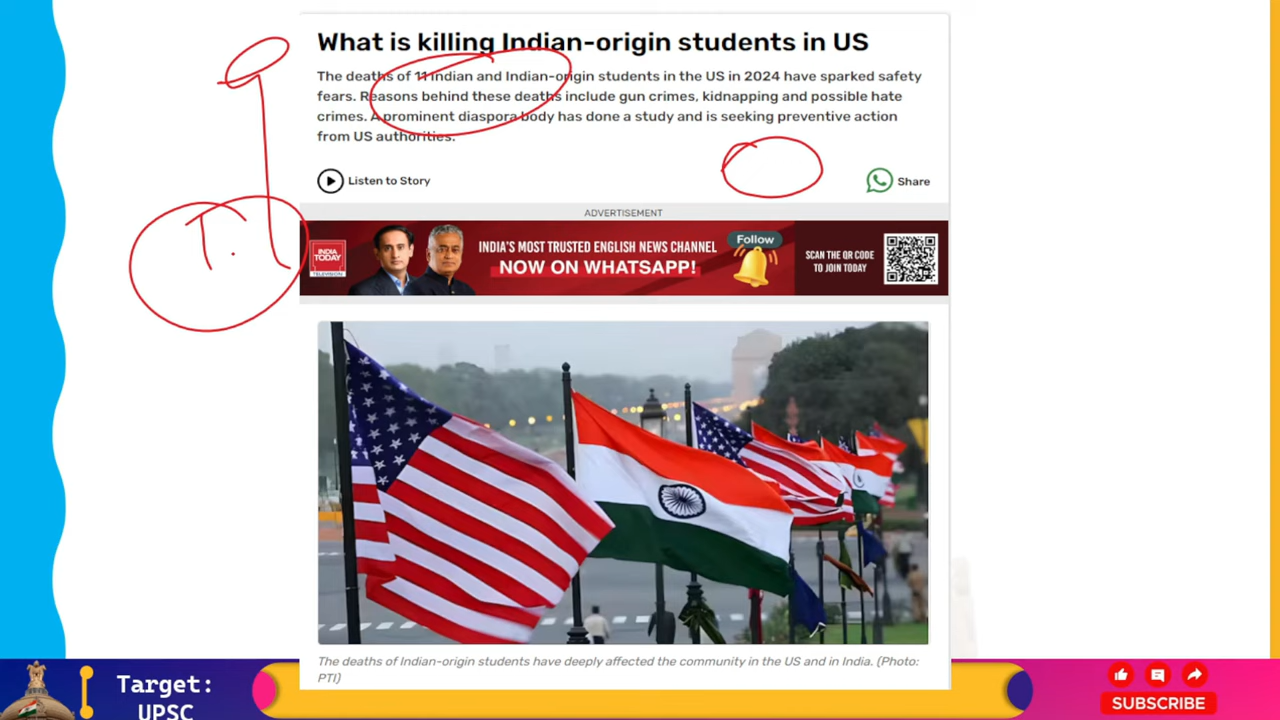 What is killing Indian-origin students in US
The deaths of 11 Indian and Indian-origin students in the US in 2024 have sparked safety
fears. Reasons behind these deaths include gun crimes, kidnapping and possible hate
crimes. A prominent diaspora body has done a study and is seeking preventive action
from US authorities.
Listen to Story
Share
ADVERTISEMENT
INDIA TODAY
TELEVISION
INDIA'S MOST TRUSTED ENGLISH NEWS CHANNEL
NOW ON WHATSAPP!
Follow
SCAN THE QR CODE
TO JOIN TODAY
The deaths of Indian-origin students have deeply affected the community in the US and in India. (Photo:
PTI)
Target:
UPSC
SUBSCRIBE